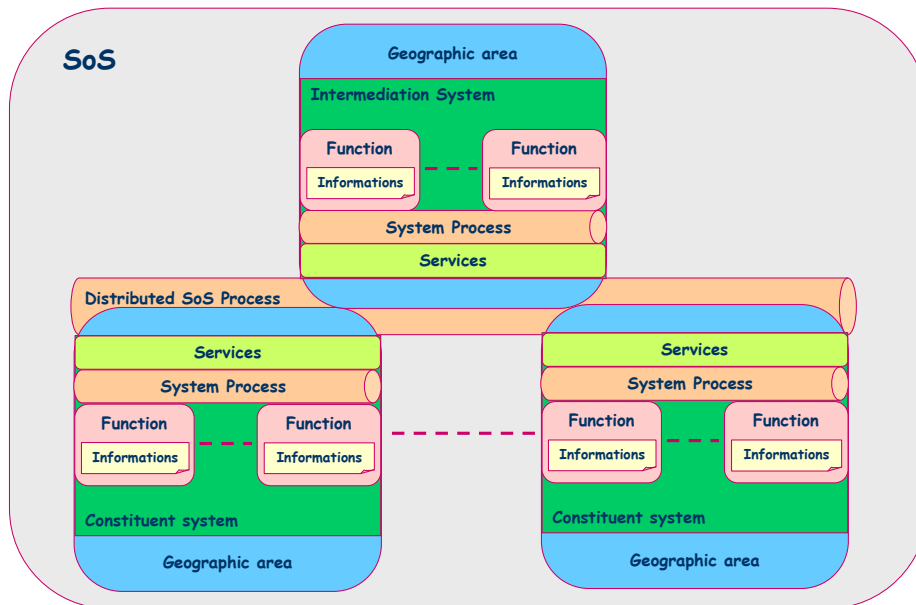 SoS
Geographic area
Intermediation System
Function
Function
Informations
Informations
System Process
Services
Distributed SoS Process
Services
System Process
Function
Function
Informations
Informations
Constituent system
Geographic area
Services
System Process
Function
Function
Informations
Informations
Constituent system
Geographic area